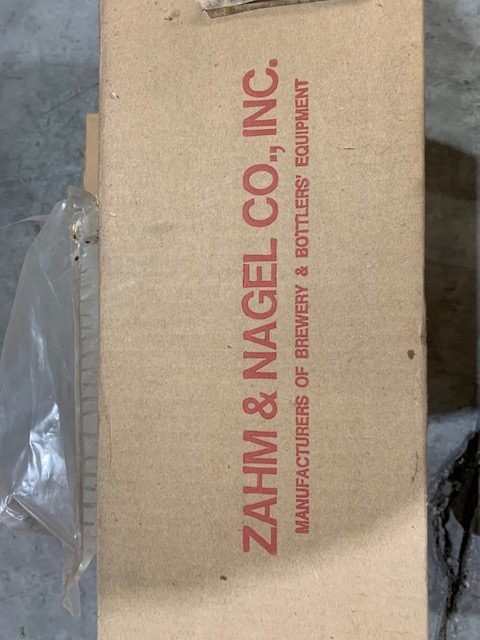 ZAHM & NAGEL CO., INC.
MANUFACTURERS OF BREWERY & BOTTLERS' EQUIPMENT